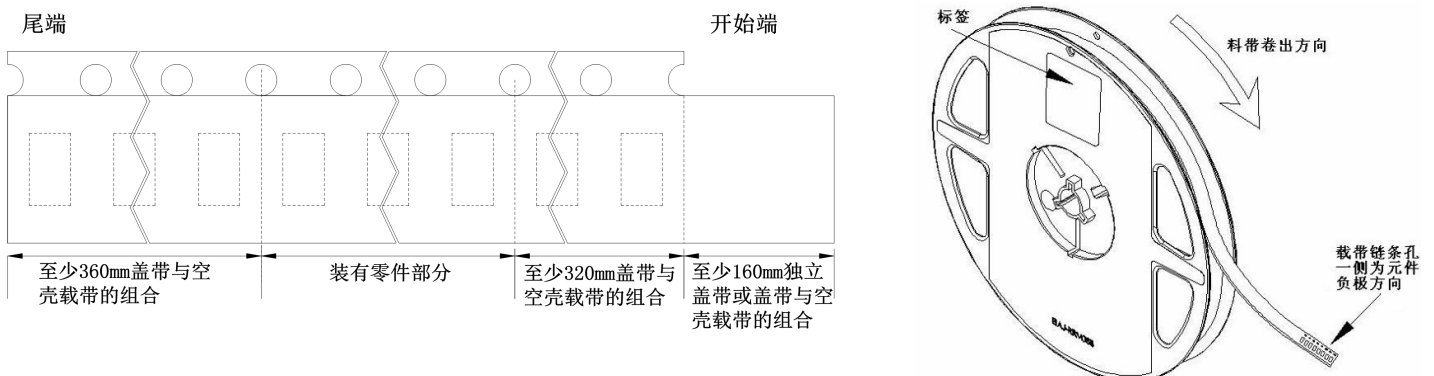 尾端
开始端
至少360mm盖带与空
壳载带的组合
装有零件部分
至少320mm盖带与
空壳载带的组合
至少160mm独立
盖带或盖带与空
壳载带的组合
标签
料带卷出方向
载带链条孔
一侧为元件
负极方向